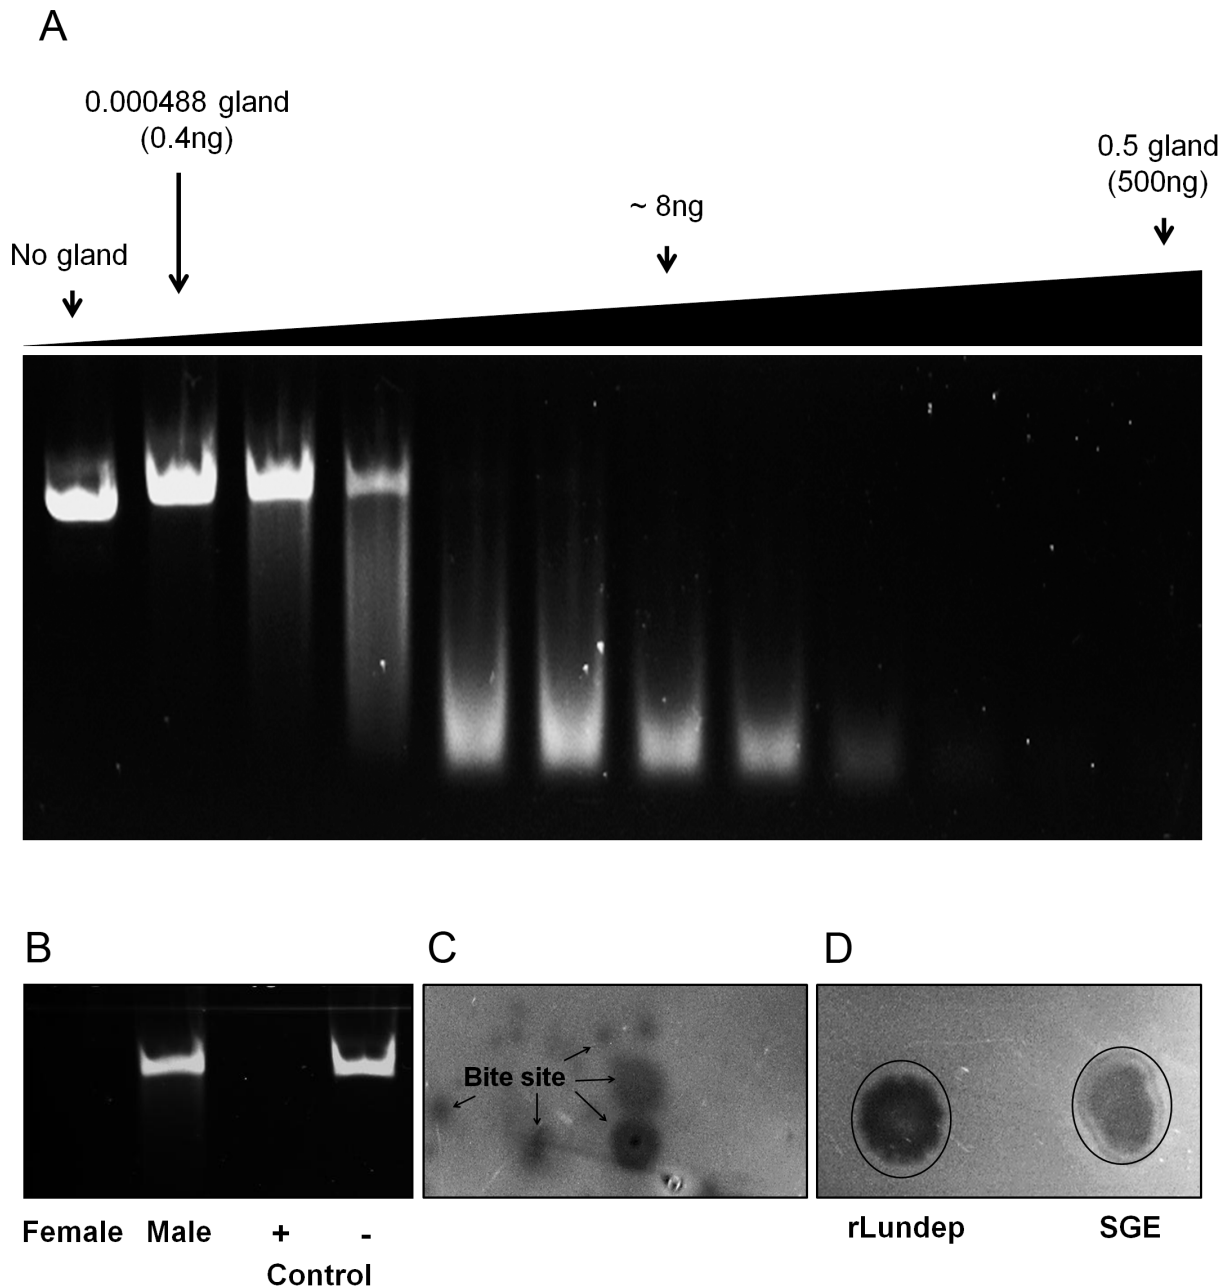 A
0.000488 gland
(0.4ng)
0.5 gland
(500ng)
~ 8ng
No gland
B
C
D
Bite site
Female Male + -
Control
rLundep
SGE